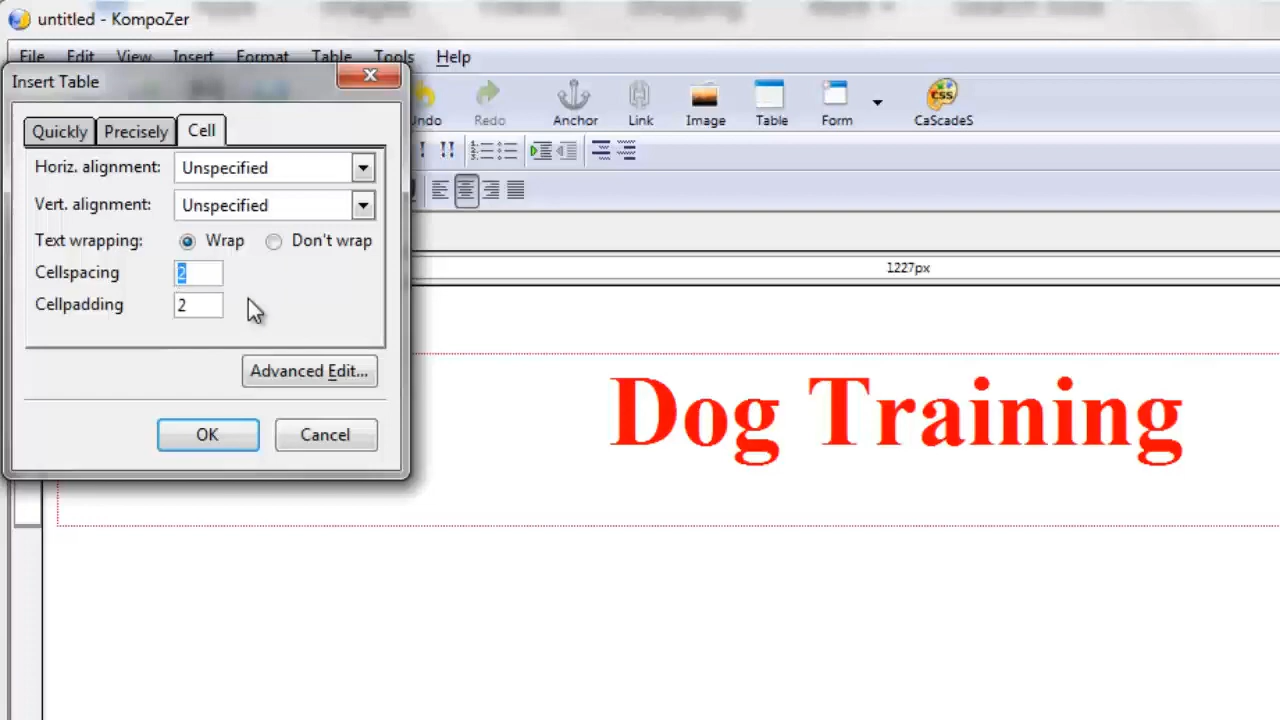 untitled - KompoZer
File Edit View Insert Format Table Tools Help
Insert Table
Undo Redo Anchor Link Image Table Form CaScadeS
Quickly Precisely Cell
Horiz. alignment: Unspecified
Vert. alignment: Unspecified
Text wrapping: Wrap Don't wrap
Cellspacing 2
1227px
Cellpadding 2
Advanced Edit...
Dog Training
OK Cancel